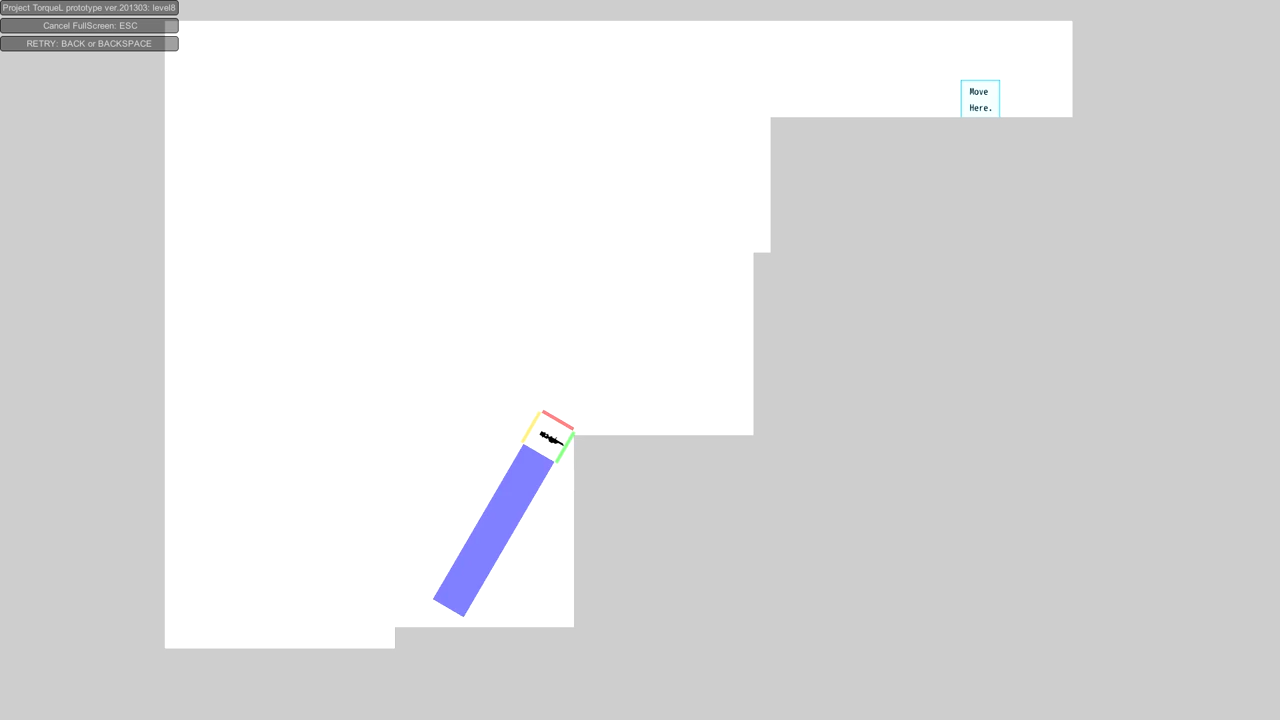 Project TorqueL prototype ver.201303: level8
Cancel FullScreen: ESC
RETRY: BACK or BACKSPACE
Move
Here.